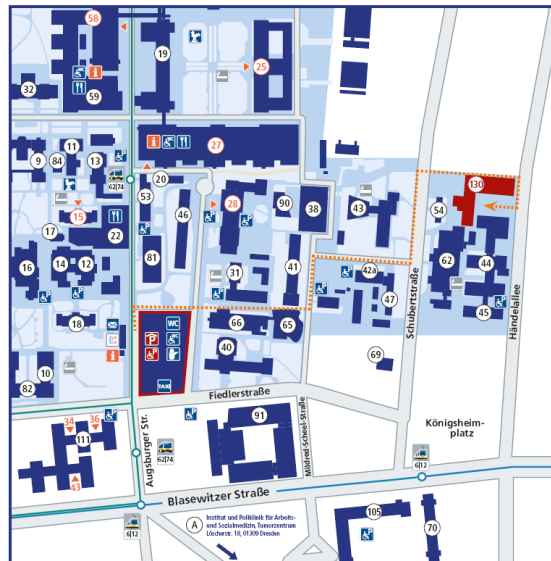 58
19
25
32
i
59
27
i
11
9
84
13
62|74
20
53
15
28
130
46
90
38
43
54
17
22
16
14
12
81
31
41
42a
62
44
47
45
18
66
65
WC
P
i
10
40
69
82
TAXI
Fiedlerstraße
Schubertstraße
Händelallee
Augsburger Str.
Mildred-Scheel-Straße
34
36
111
43
91
P
Königsheim-
platz
62|74
6|12
Blasewitzer Straße
6|12
A
Institut und Poliklinik für Arbeits-
und Sozialmedizin, Tumorzentrum
Löscherstr. 18, 01309 Dresden
105
70
P